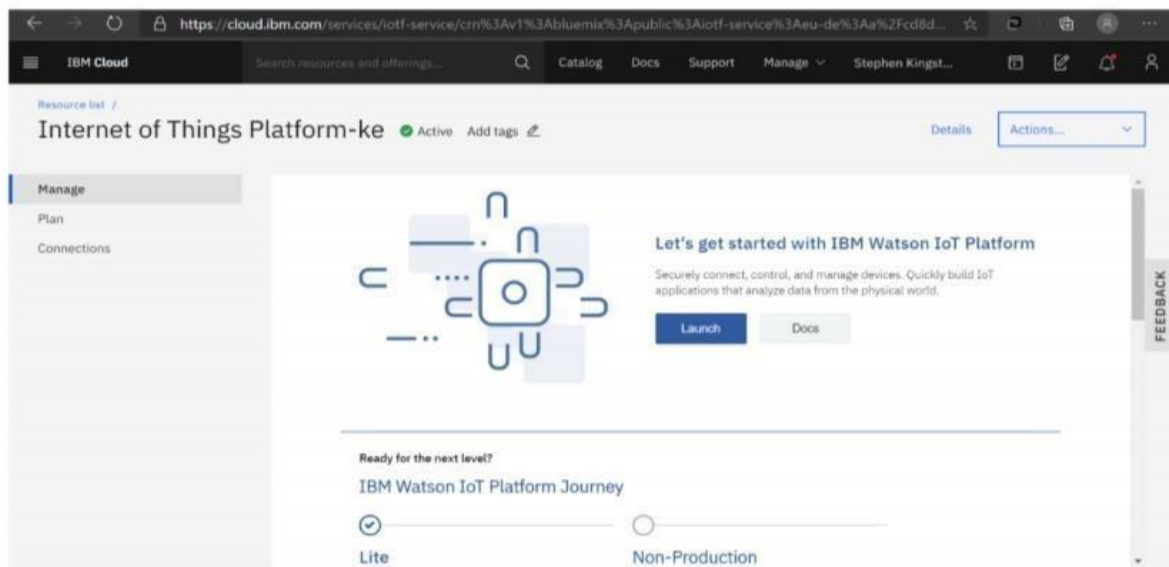 https://cloud.ibm.com/services/iotf-service/crn%3Av1%3Abluemix%3Apublic%3Aiotf-service%3Aeu-de%3Aa%2Fcd8d...
IBM Cloud Search resources and offerings... Catalog Docs Support Manage Stephen Kingst...
Resource list /
Internet of Things Platform-ke Active Add tags Details Actions...
Manage
Plan
Connections
Let's get started with IBM Watson IoT Platform
Securely connect, control, and manage devices. Quickly build IoT
applications that analyze data from the physical world.
Launch Docs
FEEDBACK
Ready for the next level?
IBM Watson IoT Platform Journey
Lite Non-Production